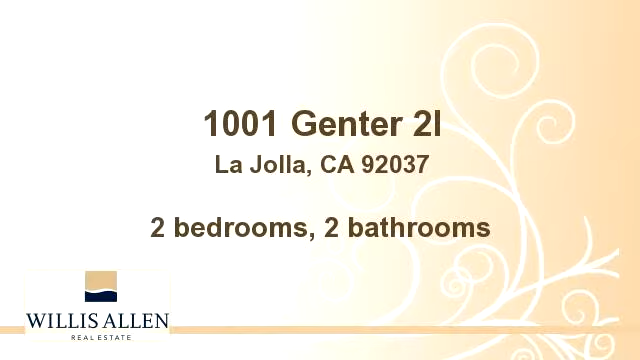 1001 Genter 2I
La Jolla, CA 92037
2 bedrooms, 2 bathrooms
WILLIS ALLEN
REAL ESTATE